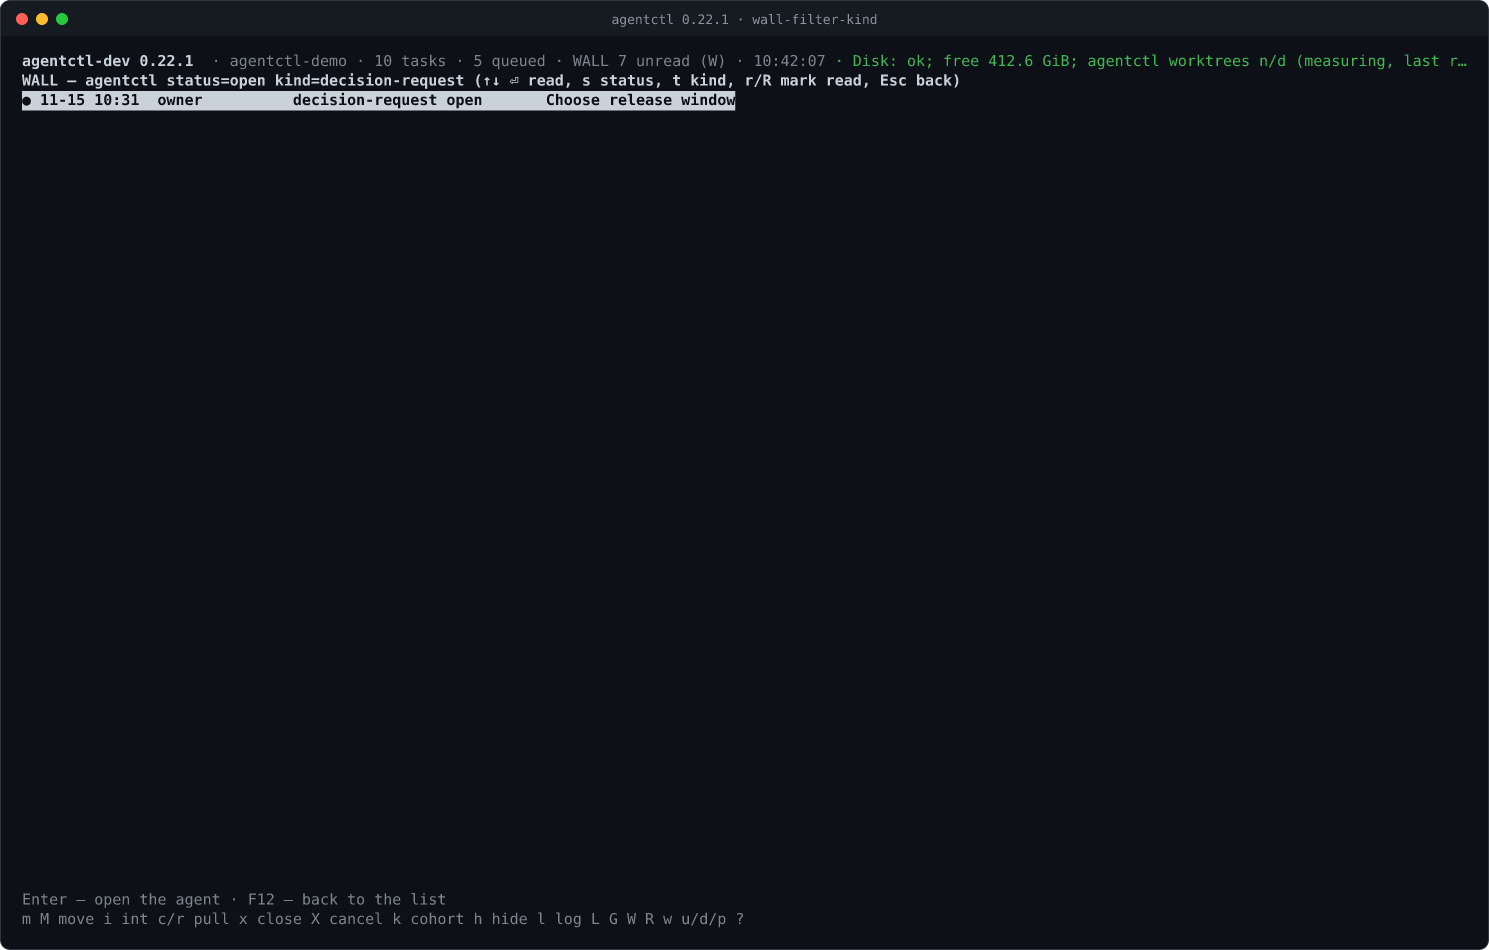 agentctl 0.22.1 · wall-filter-kind
agentctl-dev 0.22.1 · agentctl-demo · 10 tasks · 5 queued · WALL 7 unread (W) · 10:42:07 · Disk: ok; free 412.6 GiB; agentctl worktrees n/d (measuring, last r…
WALL — agentctl status=open kind=decision-request (↑↓ ⏎ read, s status, t kind, r/R mark read, Esc back)
● 11-15 10:31 owner decision-request open Choose release window
Enter — open the agent · F12 — back to the list
m M move i int c/r pull x close X cancel k cohort h hide l log L G W R w u/d/p ?